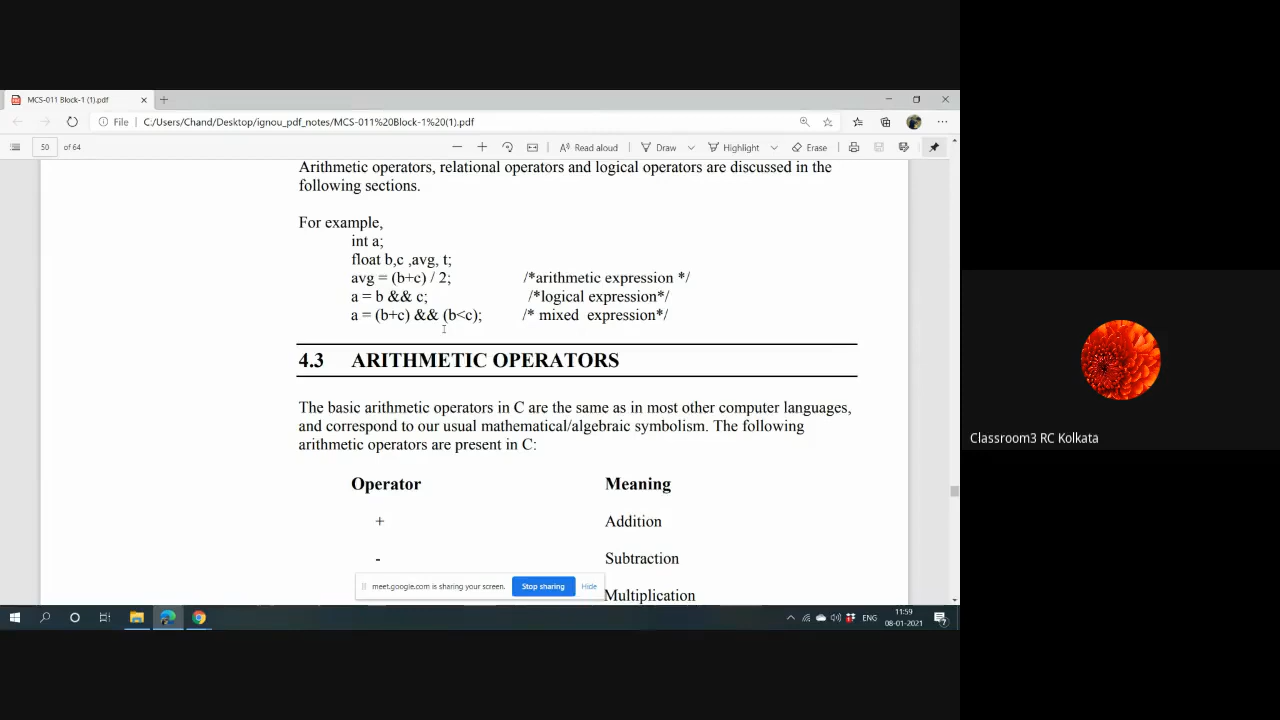 MCS-011 Block-1 (1).pdf
File
C:/Users/Chand/Desktop/ignou_pdf_notes/MCS-011%20Block-1%20(1).pdf
50 of 64
Read aloud
Draw
Highlight
Erase
Arithmetic operators, relational operators and logical operators are discussed in the
following sections.
For example,
int a;
float b,c ,avg, t;
avg = (b+c) / 2; /*arithmetic expression */
a = b && c; /*logical expression*/
a = (b+c) && (b<c); /* mixed expression*/
4.3 ARITHMETIC OPERATORS
The basic arithmetic operators in C are the same as in most other computer languages,
and correspond to our usual mathematical/algebraic symbolism. The following
arithmetic operators are present in C:
Operator Meaning
+ Addition
- Subtraction
Multiplication
meet.google.com is sharing your screen. Stop sharing Hide
ENG
11:59
08-01-2021
Classroom3 RC Kolkata